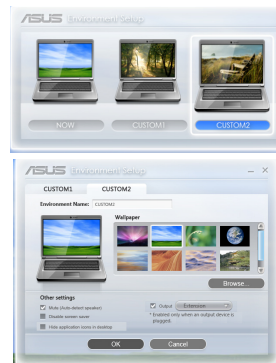 ASUS Environment Setup
NOW
CUSTOM1
CUSTOM2
ASUS Environment Setup
CUSTOM1
CUSTOM2
Environment Name: CUSTOM2
Wallpaper
Browse...
Other settings
Mute (Auto-detect speaker)
Disable screen saver
Hide application icons in desktop
Output
Extension
* Enabled only when an output device is
plugged.
OK
Cancel